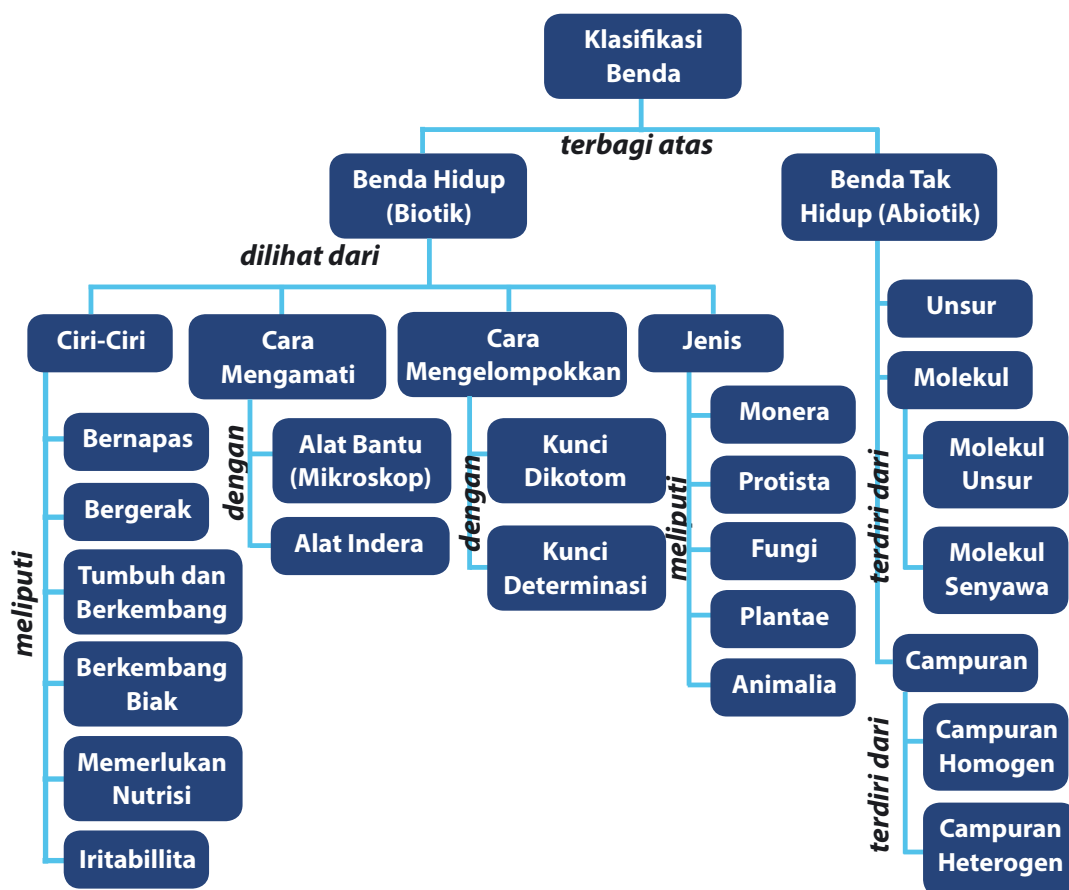 Klasifikasi
Benda
terbagi atas
Benda Hidup
(Biotik)
Benda Tak
Hidup (Abiotik)
dilihat dari
Ciri-Ciri
meliputi
Bernapas
Bergerak
Tumbuh dan
Berkembang
Berkembang
Biak
Memerlukan
Nutrisi
Iritabillita
Cara
Mengamati
dengan
Alat Bantu
(Mikroskop)
Alat Indera
Cara
Mengelompokkan
dengan
Kunci
Dikotom
Kunci
Determinasi
Jenis
meliputi
Monera
Protista
Fungi
Plantae
Animalia
terdiri dari
Unsur
Molekul
Molekul
Unsur
Molekul
Senyawa
Campuran
terdiri dari
Campuran
Homogen
Campuran
Heterogen